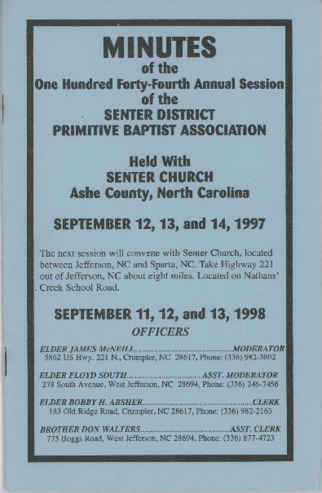 MINUTES
of the
One Hundred Forty-Fourth Annual Session
of the
SENTER DISTRICT
PRIMITIVE BAPTIST ASSOCIATION
Held With
SENTER CHURCH
Ashe County, North Carolina
SEPTEMBER 12, 13, and 14, 1997
The next session will convene with Senter Church, located
between Jefferson, NC and Sparta, NC. Take Highway 221
out of Jefferson, NC about eight miles. Located on Nathans'
Creek School Road.
SEPTEMBER 11, 12, and 13, 1998
OFFICERS
ELDER JAMES McNEILL...MODERATOR
5862 US Hwy. 221 N., Crumpler, NC 28617, Phone: (336) 982-3802
ELDER FLOYD SOUTH...ASST. MODERATOR
278 South Avenue, West Jefferson, NC 28694, Phone: (336) 246-7456
ELDER BOBBY H. ABSHER...CLERK
183 Old Ridge Road, Crumpler, NC 28617, Phone: (336) 982-2163
BROTHER DON WALTERS...ASST. CLERK
775 Boggs Road, West Jefferson, NC 28694, Phone: (336) 877-4723